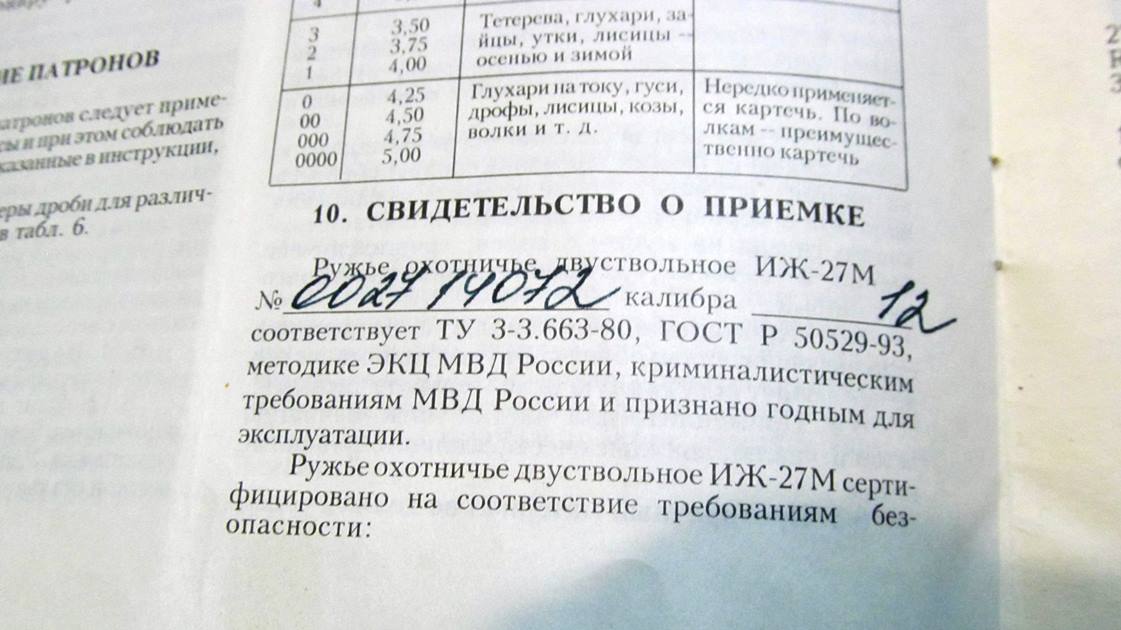 ИЕ ПАТРОНОВ
атронов следует приме-
сы и при этом соблюдать
казанные в инструкции,
еры дроби для различ-
в табл. 6.
4
3 3,50 Тетерева, глухари, за-
2 3,75 йцы, утки, лисицы --
1 4,00 осенью и зимой
0 4,25 Глухари на току, гуси, Нередко применяет-
00 4,50 дрофы, лисицы, козы, ся картечь. По во-
000 4,75 волки и т. д. лкам -- преимущес-
0000 5,00 твенно картечь
10. СВИДЕТЕЛЬСТВО О ПРИЕМКЕ
Ружье охотничье двуствольное ИЖ-27М
№ 002714072 калибра 12
соответствует ТУ 3-3.663-80, ГОСТ Р 50529-93,
методике ЭКЦ МВД России, криминалистическим
требованиям МВД России и признано годным для
эксплуатации.
Ружье охотничье двуствольное ИЖ-27М серти-
фицировано на соответствие требованиям без-
опасности: